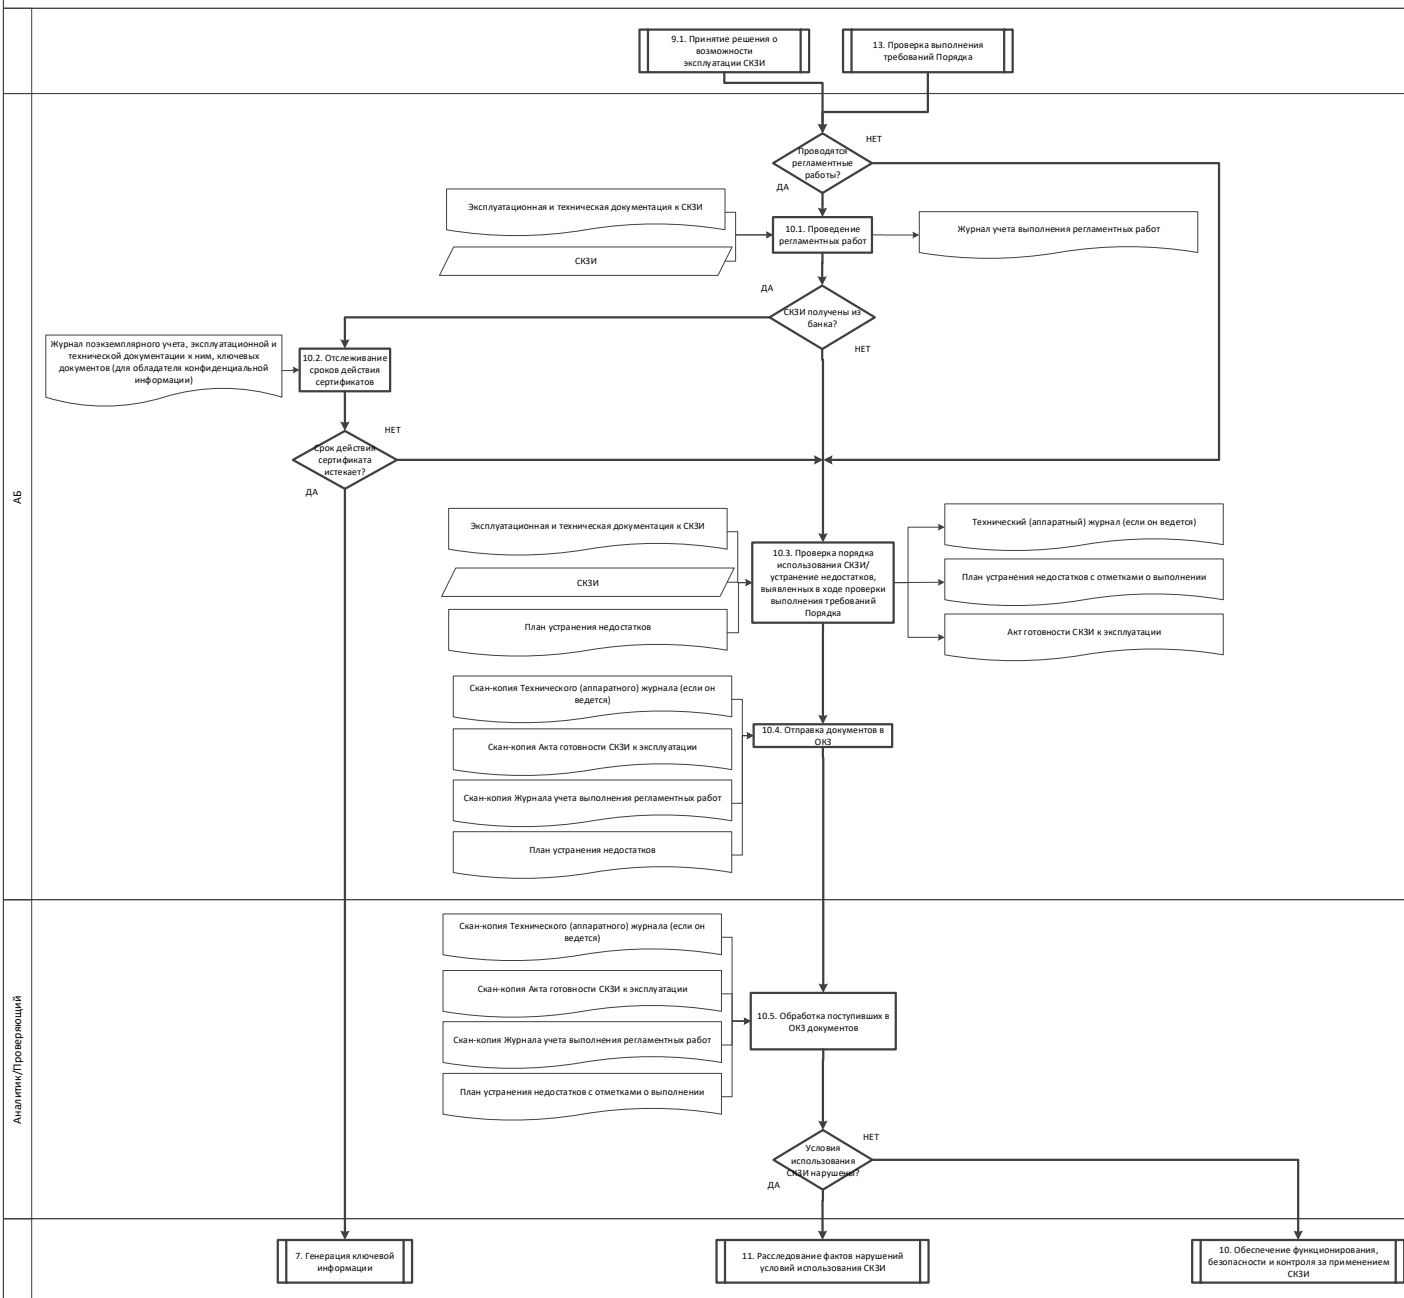 9.1. Принятие решения о
возможности
эксплуатации СКЗИ
13. Проверка выполнения
требований Порядка
АБ
Проводятся
регламентные
работы?
НЕТ
ДА
Эксплуатационная и техническая документация к СКЗИ
СКЗИ
10.1. Проведение
регламентных работ
Журнал учета выполнения регламентных работ
ДА
СКЗИ получены из
банка?
НЕТ
Журнал поэкземплярного учета, эксплуатационной и
технической документации к ним, ключевых
документов (для обладателя конфиденциальной
информации)
10.2. Отслеживание
сроков действия
сертификатов
НЕТ
Срок действия
сертификата
истекает?
ДА
Эксплуатационная и техническая документация к СКЗИ
СКЗИ
План устранения недостатков
10.3. Проверка порядка
использования СКЗИ/
устранение недостатков,
выявленных в ходе проверки
выполнения требований
Порядка
Технический (аппаратный) журнал (если он ведется)
План устранения недостатков с отметками о выполнении
Акт готовности СКЗИ к эксплуатации
Скан-копия Технического (аппаратного) журнала (если он
ведется)
Скан-копия Акта готовности СКЗИ к эксплуатации
Скан-копия Журнала учета выполнения регламентных работ
План устранения недостатков
10.4. Отправка документов в
ОКЗ
Аналитик/Проверяющий
Скан-копия Технического (аппаратного) журнала (если он
ведется)
Скан-копия Акта готовности СКЗИ к эксплуатации
Скан-копия Журнала учета выполнения регламентных работ
План устранения недостатков с отметками о выполнении
10.5. Обработка поступивших в
ОКЗ документов
Условия
использования
СКЗИ нарушены?
НЕТ
ДА
7. Генерация ключевой
информации
11. Расследование фактов нарушений
условий использования СКЗИ
10. Обеспечение функционирования,
безопасности и контроля за применением
СКЗИ